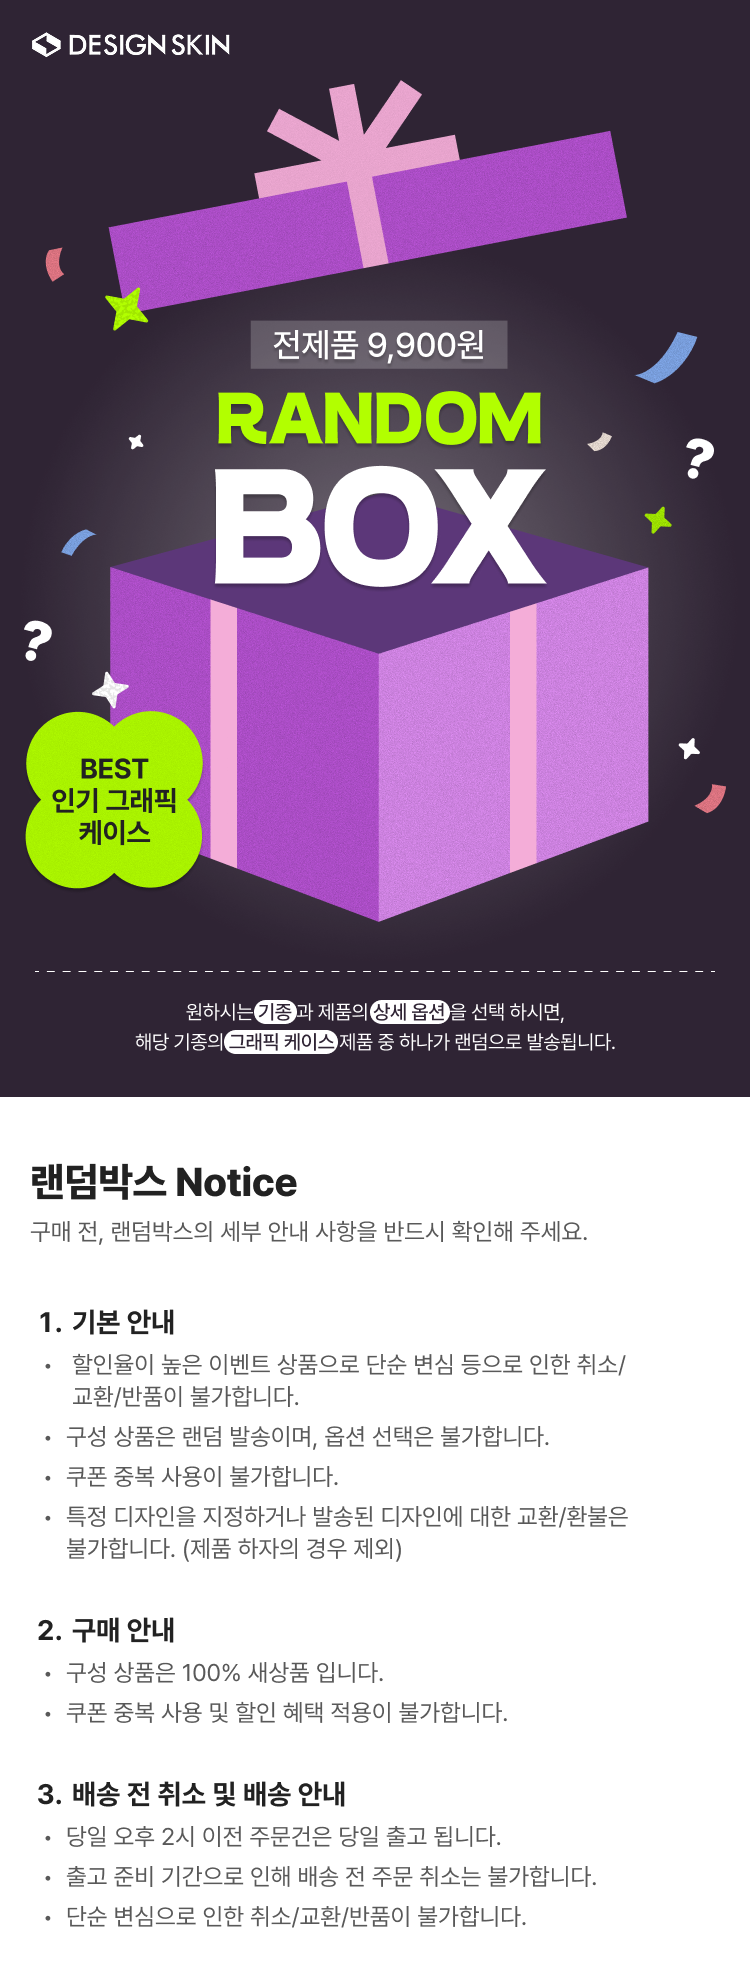 DESIGN SKIN
전제품 9,900원
RANDOM
BOX
?
?
BEST
인기 그래픽
케이스
원하시는 기종과 제품의 상세 옵션을 선택 하시면,
해당 기종의 그래픽 케이스 제품 중 하나가 랜덤으로 발송됩니다.
랜덤박스 Notice
구매 전, 랜덤박스의 세부 안내 사항을 반드시 확인해 주세요.
1. 기본 안내
• 할인율이 높은 이벤트 상품으로 단순 변심 등으로 인한 취소/
교환/반품이 불가합니다.
• 구성 상품은 랜덤 발송이며, 옵션 선택은 불가합니다.
• 쿠폰 중복 사용이 불가합니다.
• 특정 디자인을 지정하거나 발송된 디자인에 대한 교환/환불은
불가합니다. (제품 하자의 경우 제외)
2. 구매 안내
• 구성 상품은 100% 새상품 입니다.
• 쿠폰 중복 사용 및 할인 혜택 적용이 불가합니다.
3. 배송 전 취소 및 배송 안내
• 당일 오후 2시 이전 주문건은 당일 출고 됩니다.
• 출고 준비 기간으로 인해 배송 전 주문 취소는 불가합니다.
• 단순 변심으로 인한 취소/교환/반품이 불가합니다.